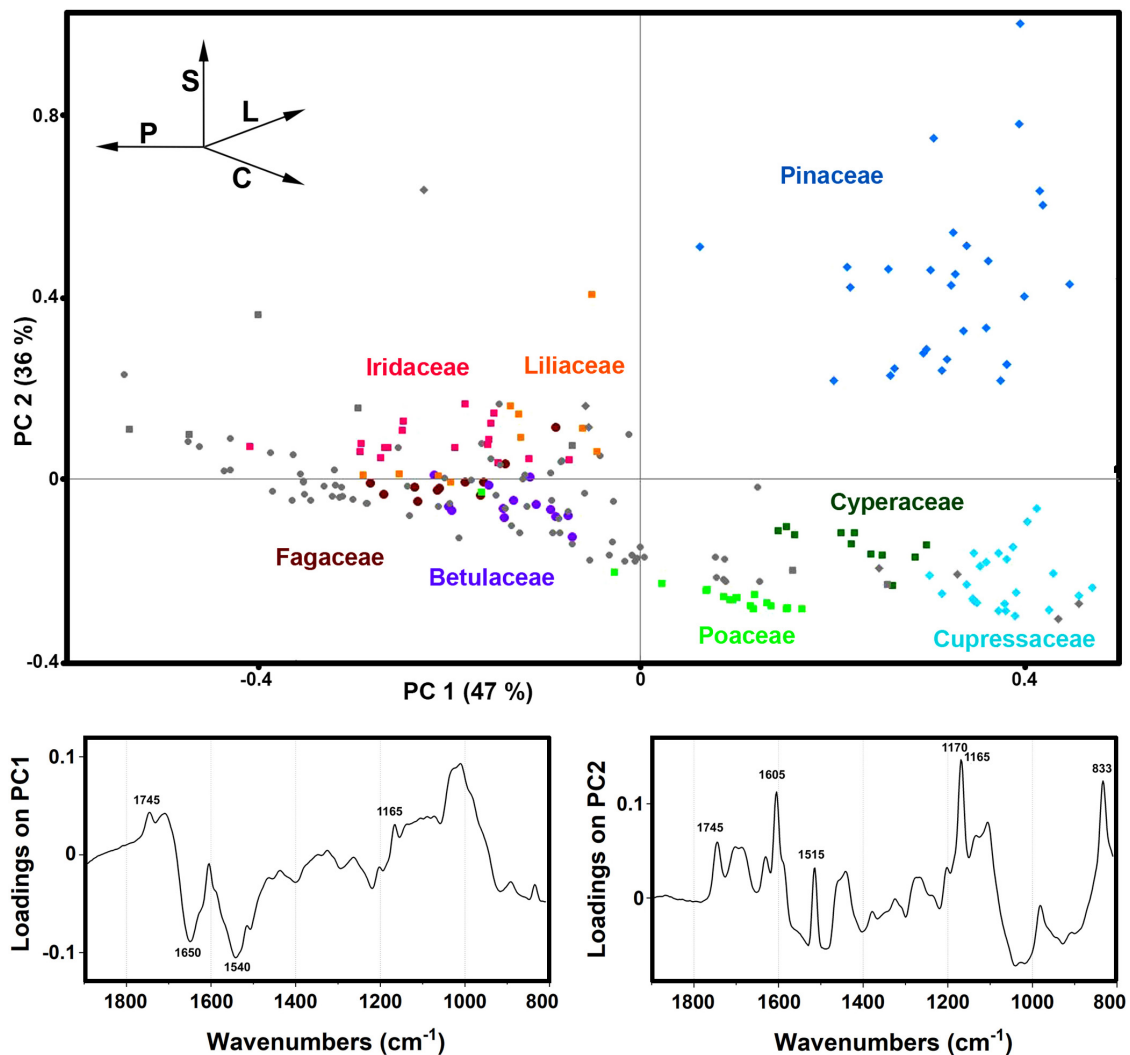 S
L
P
C
Pinaceae
0.8
0.4
0
-0.4
PC 2 (36 %)
Iridaceae
Liliaceae
Cyperaceae
Fagaceae
Betulaceae
Poaceae
Cupressaceae
-0.4
0
0.4
PC 1 (47 %)
0.1
0
-0.1
Loadings on PC1
1745
1165
1650
1540
1800
1600
1400
1200
1000
800
Wavenumbers (cm-1)
0.1
0
Loadings on PC2
1170
1165
833
1605
1745
1515
1800
1600
1400
1200
1000
800
Wavenumbers (cm-1)